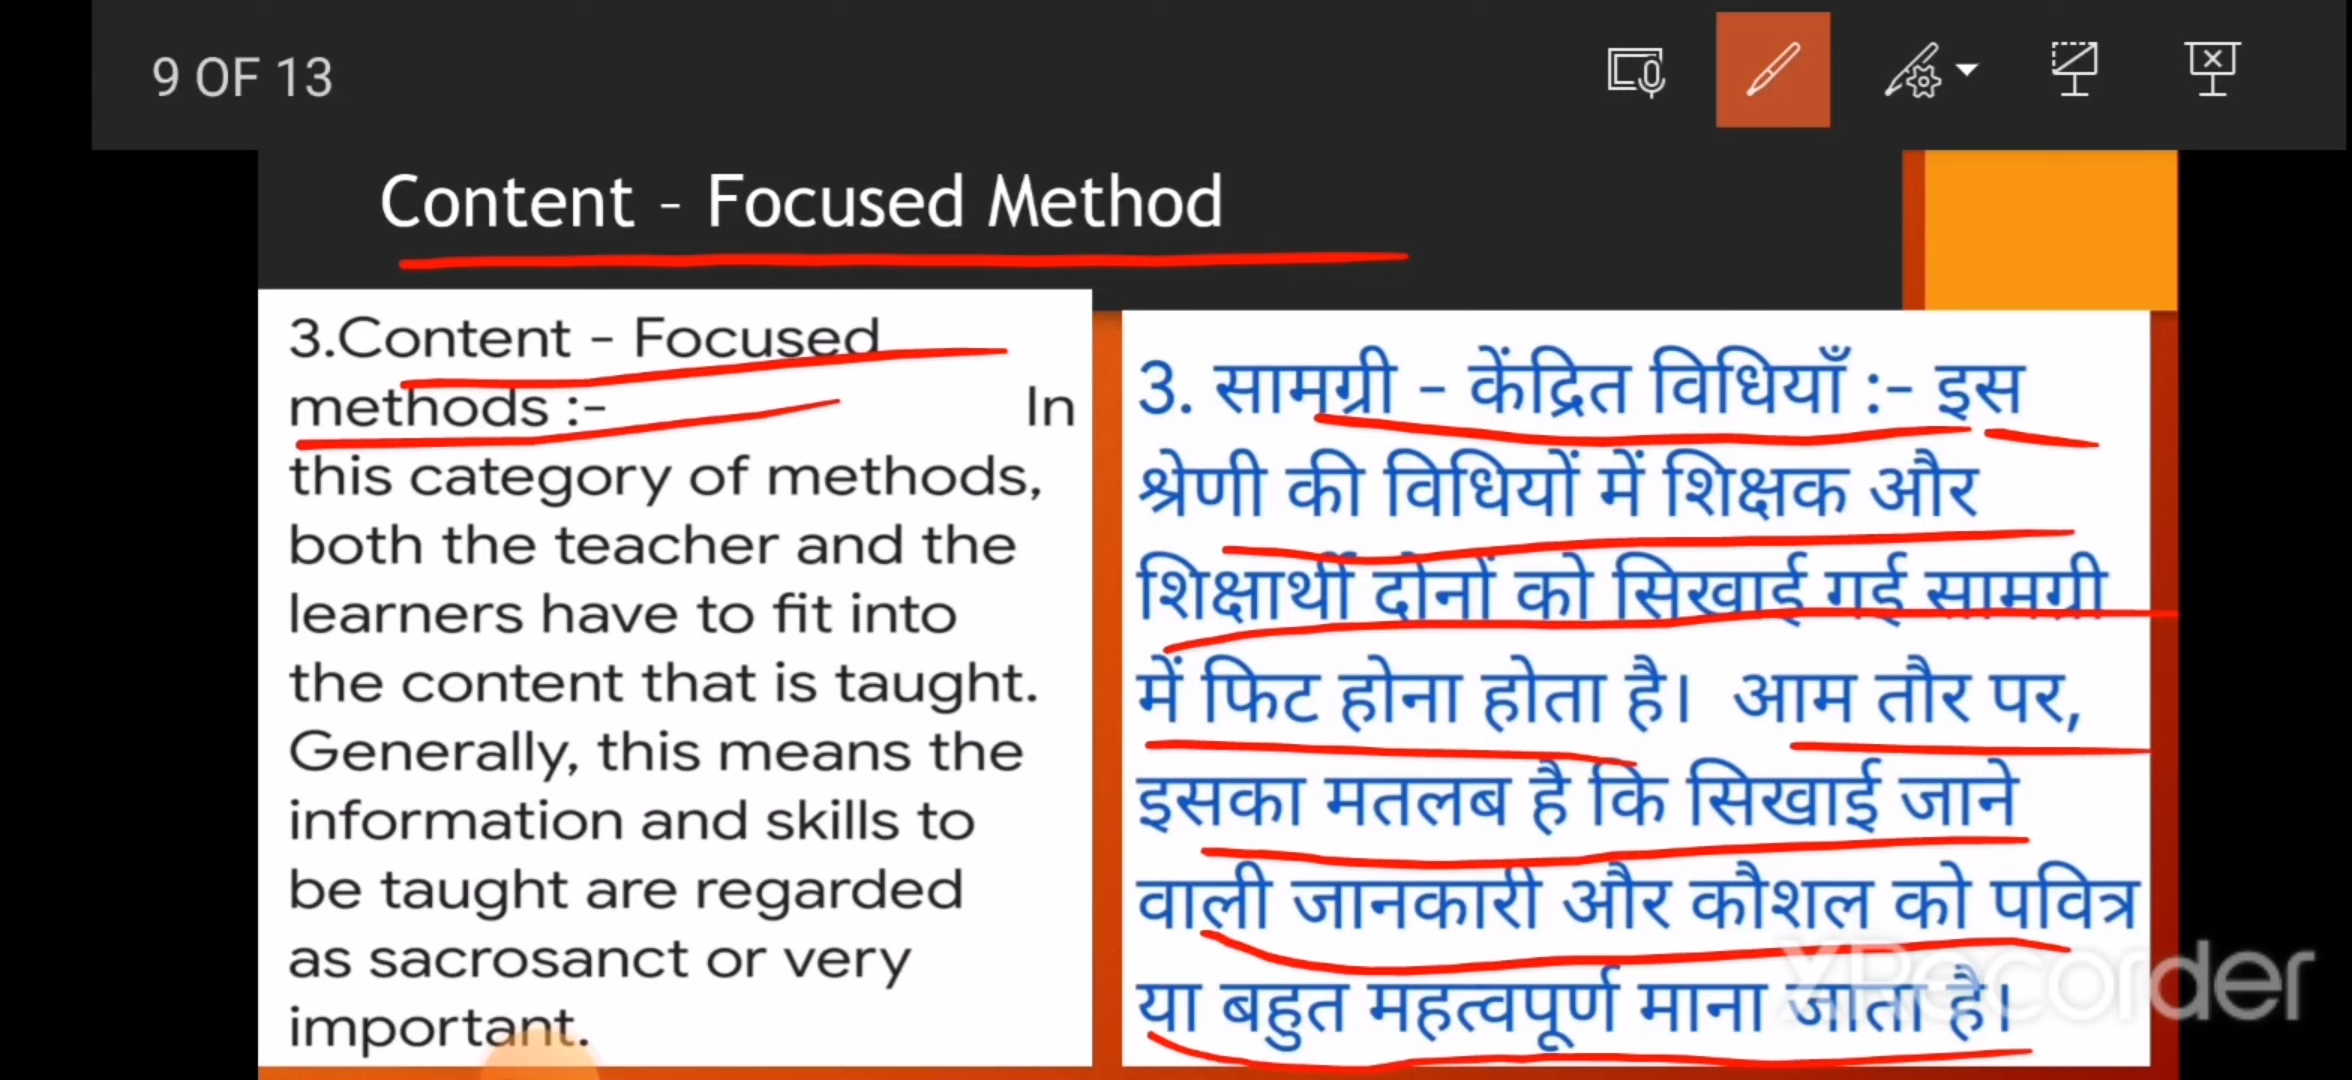 9 OF 13
Content - Focused Method
3.Content - Focused
methods :- In
this category of methods,
both the teacher and the
learners have to fit into
the content that is taught.
Generally, this means the
information and skills to
be taught are regarded
as sacrosanct or very
important.
3. सामग्री - केंद्रित विधियाँ :- इस
श्रेणी की विधियों में शिक्षक और
शिक्षार्थी दोनों को सिखाई गई सामग्री
में फिट होना होता है। आम तौर पर,
इसका मतलब है कि सिखाई जाने
वाली जानकारी और कौशल को पवित्र
या बहुत महत्वपूर्ण माना जाता है।
XRecorder